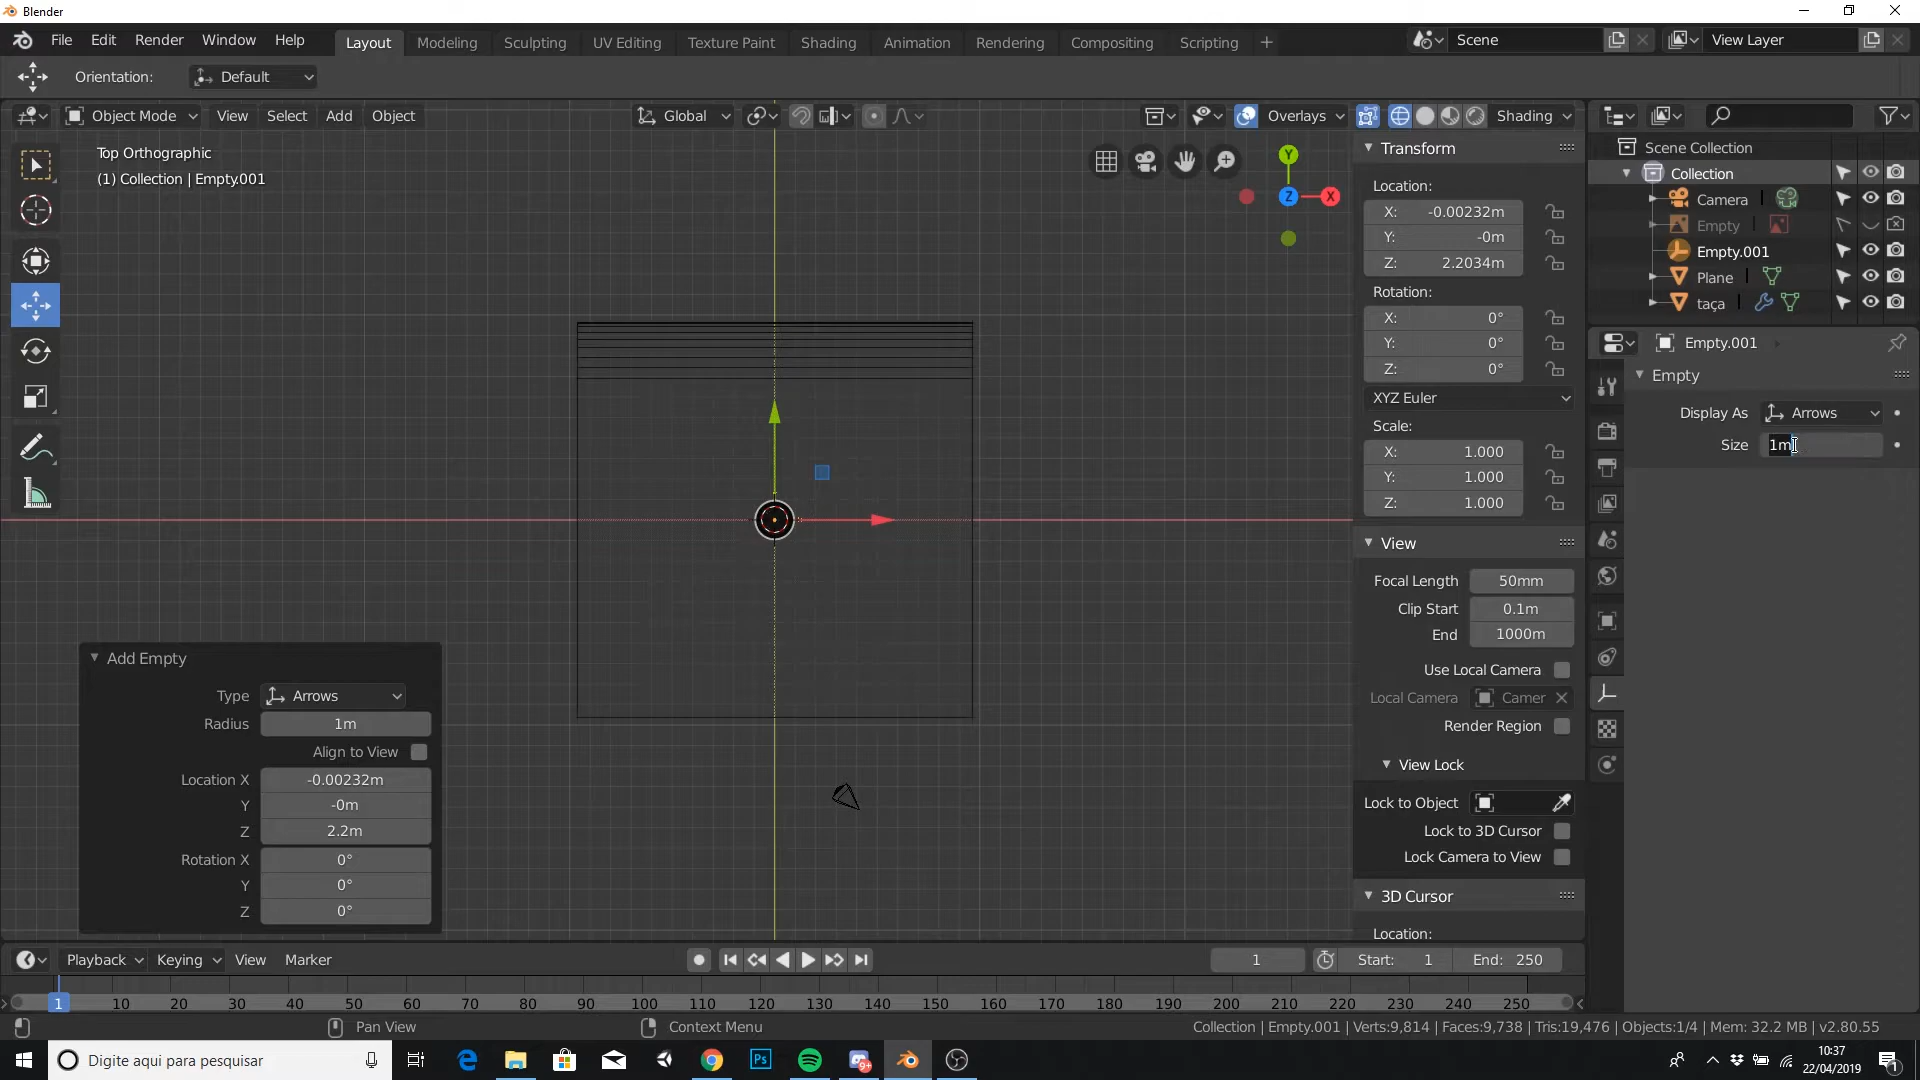 Blender
File Edit Render Window Help
Layout Modeling Sculpting UV Editing Texture Paint Shading Animation Rendering Compositing Scripting +
Scene
View Layer
Orientation: Default
Object Mode View Select Add Object
Global
Overlays
Shading
Top Orthographic
(1) Collection | Empty.001
Y
Z
X
Transform
Location:
X: -0.00232m
Y: -0m
Z: 2.2034m
Rotation:
X: 0°
Y: 0°
Z: 0°
XYZ Euler
Scale:
X: 1.000
Y: 1.000
Z: 1.000
View
Focal Length 50mm
Clip Start 0.1m
End 1000m
Use Local Camera
Local Camera Camer
Render Region
View Lock
Lock to Object
Lock to 3D Cursor
Lock Camera to View
3D Cursor
Location:
Scene Collection
Collection
Camera
Empty
Empty.001
Plane
taça
Empty.001
Empty
Display As Arrows
Size 1m
Add Empty
Type Arrows
Radius 1m
Align to View
Location X -0.00232m
Y -0m
Z 2.2m
Rotation X 0°
Y 0°
Z 0°
Playback Keying View Marker
1
Start: 1
End: 250
1 10 20 30 40 50 60 70 80 90 100 110 120 130 140 150 160 170 180 190 200 210 220 230 240 250
Pan View
Context Menu
Collection | Empty.001 | Verts:9,814 | Faces:9,738 | Tris:19,476 | Objects:1/4 | Mem: 32.2 MB | v2.80.55
Digite aqui para pesquisar
Ps
10:37
22/04/2019
1